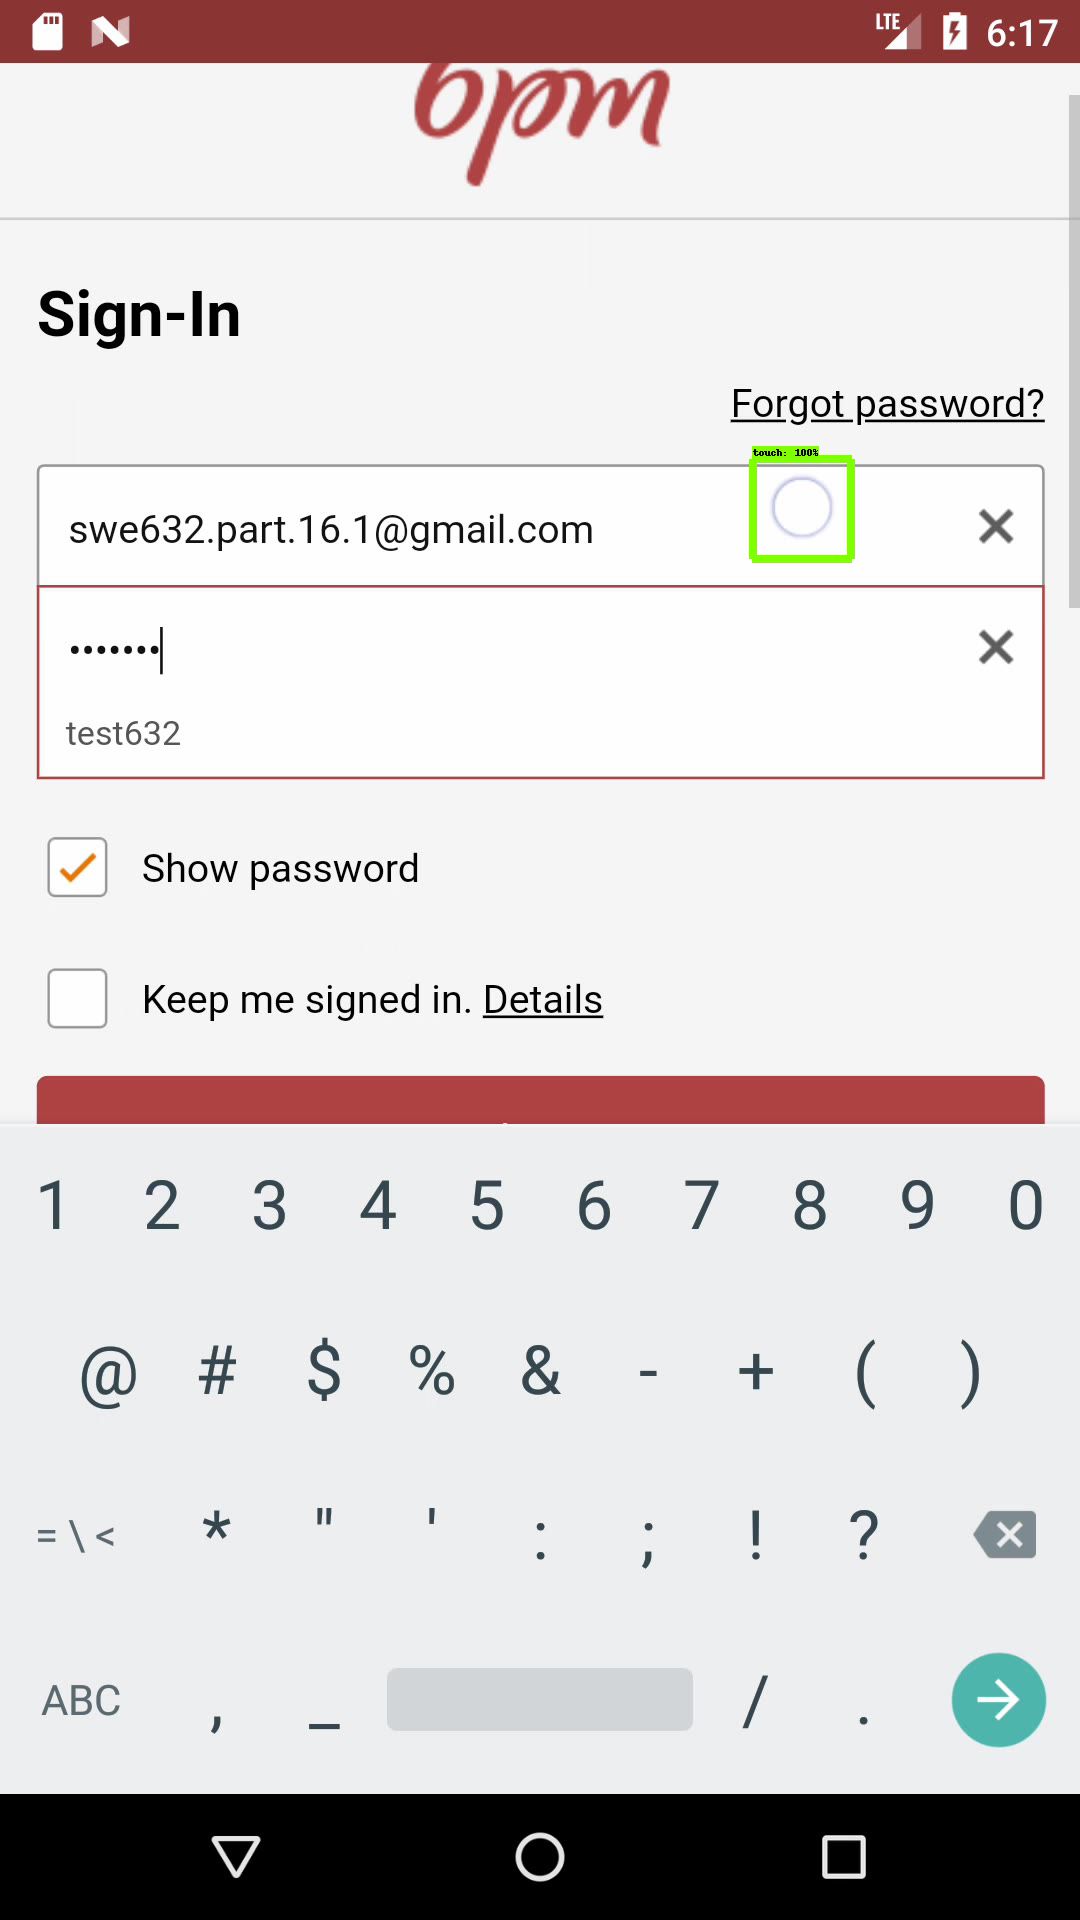 LTE 6:17
6pm
Sign-In
Forgot password?
touch: 100%
swe632.part.16.1@gmail.com
•••••••
test632
Show password
Keep me signed in. Details
1 2 3 4 5 6 7 8 9 0
@ # $ % & - + ( )
= \ < * " ' : ; ! ?
ABC , _ / .